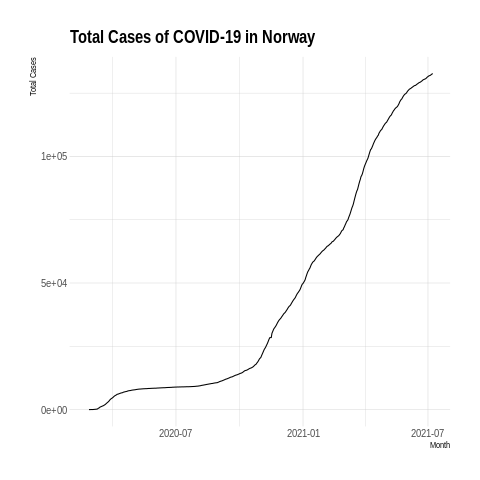 Total Cases of COVID-19 in Norway
Total Cases
1e+05
5e+04
0e+00
2020-07
2021-01
2021-07
Month